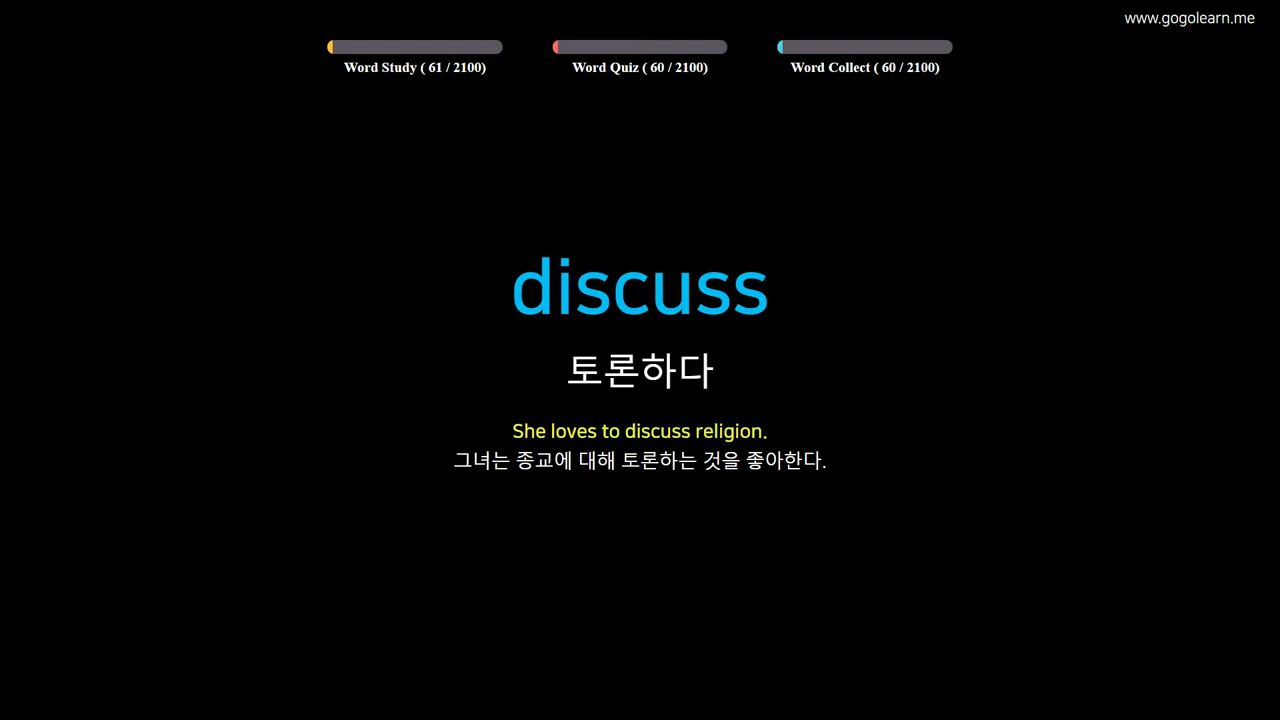 www.gogolearn.me
Word Study ( 61 / 2100)
Word Quiz ( 60 / 2100)
Word Collect ( 60 / 2100)
discuss
토론하다
She loves to discuss religion.
그녀는 종교에 대해 토론하는 것을 좋아한다.